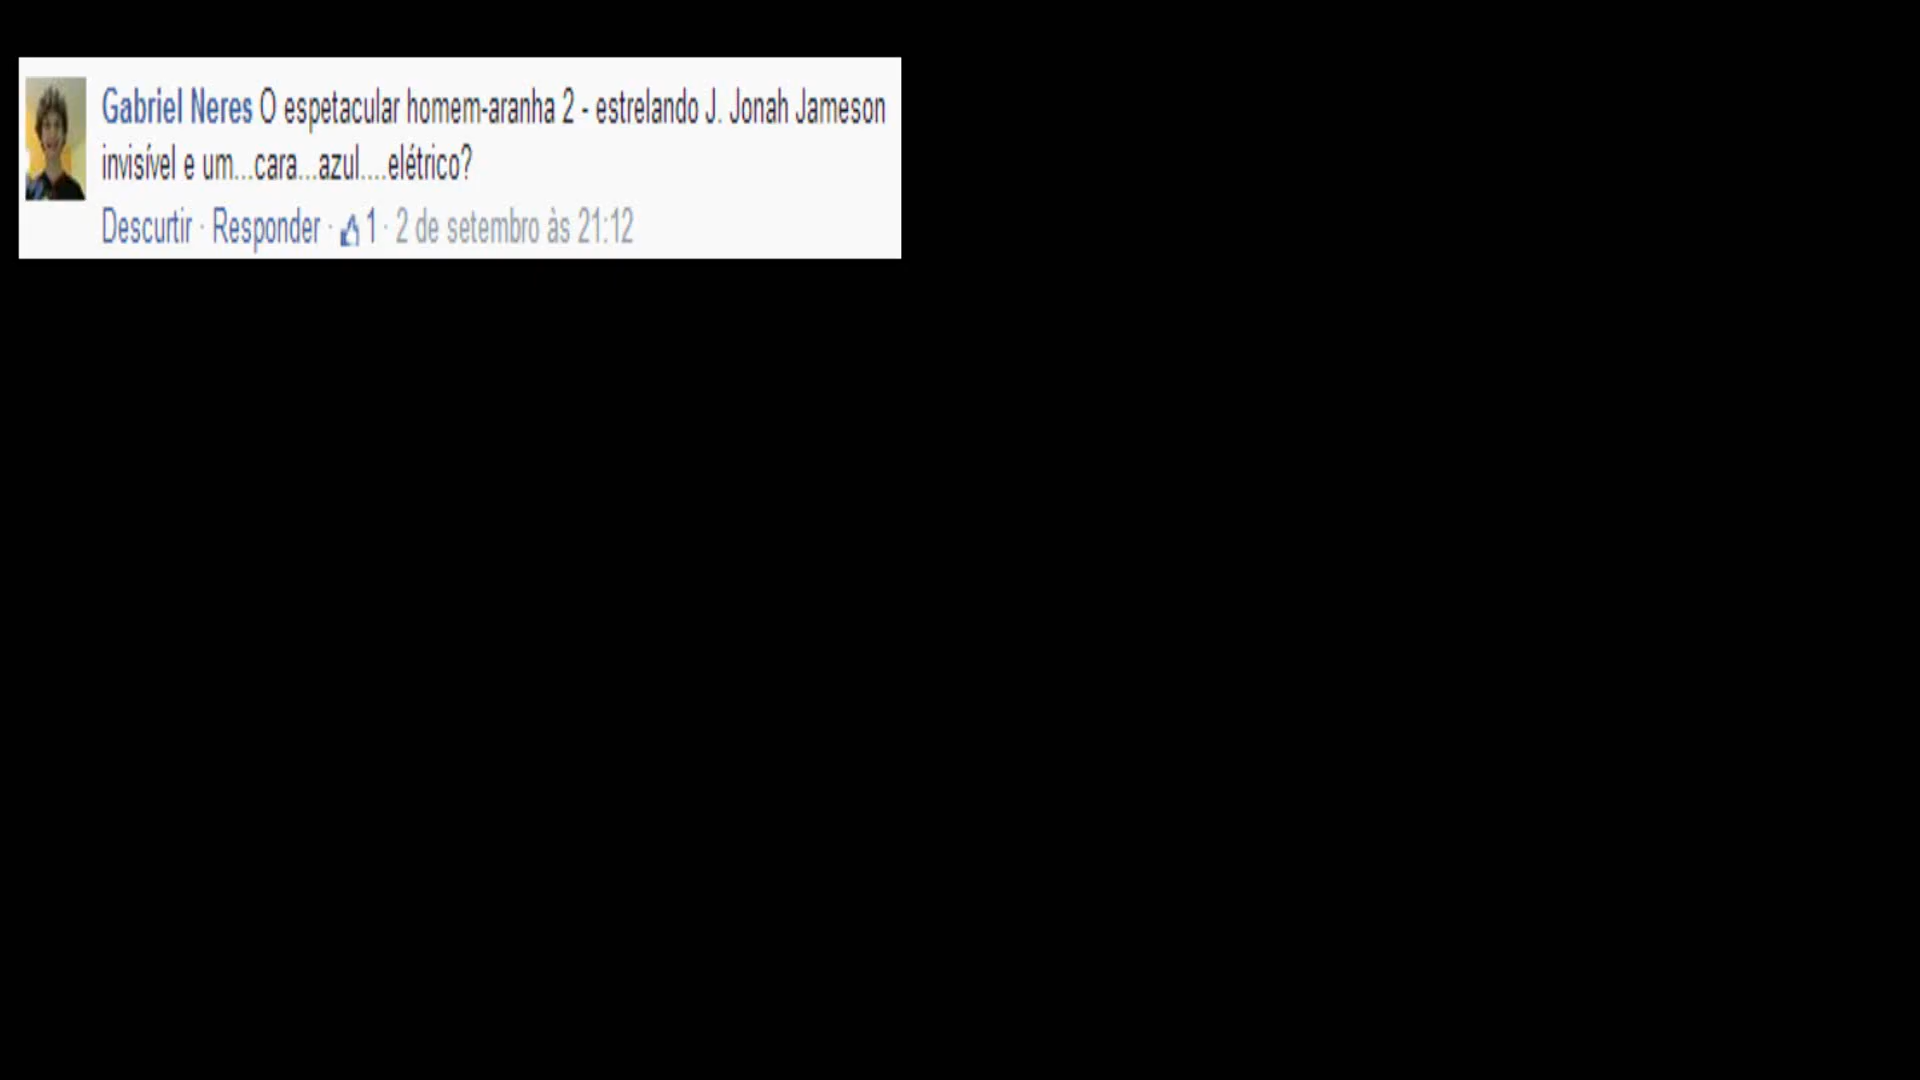 Gabriel Neres O espetacular homem-aranha 2 - estrelando J. Jonah Jameson
invisível e um...cara...azul....elétrico?
Descurtir · Responder · 1 · 2 de setembro às 21:12